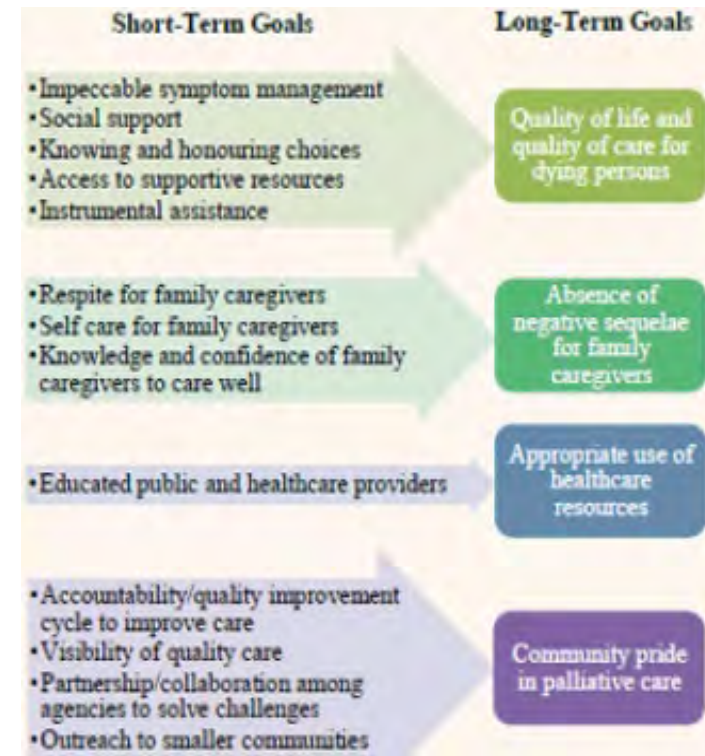 Short-Term Goals
Long-Term Goals
•Impeccable symptom management
•Social support
•Knowing and honouring choices
•Access to supportive resources
•Instrumental assistance
Quality of life and
quality of care for
dying persons
•Respite for family caregivers
•Self care for family caregivers
•Knowledge and confidence of family
caregivers to care well
Absence of
negative sequelae
for family
caregivers
•Educated public and healthcare providers
Appropriate use of
healthcare
resources
•Accountability/quality improvement
cycle to improve care
•Visibility of quality care
•Partnership/collaboration among
agencies to solve challenges
•Outreach to smaller communities
Community pride
in palliative care